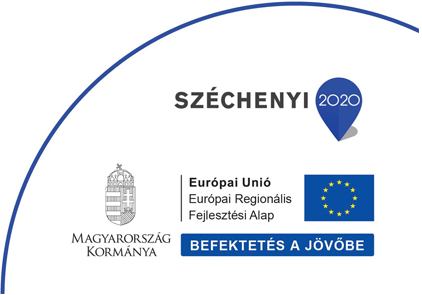 SZÉCHENYI 2020
Európai Unió
Európai Regionális
Fejlesztési Alap
MAGYARORSZÁG
KORMÁNYA
BEFEKTETÉS A JÖVŐBE